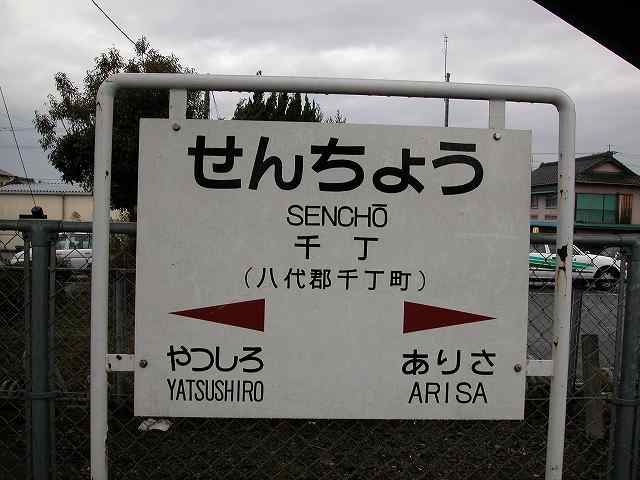 せんちょう
SENCHŌ
千丁
（八代郡千丁町）
やつしろ ありさ
YATSUSHIRO ARISA